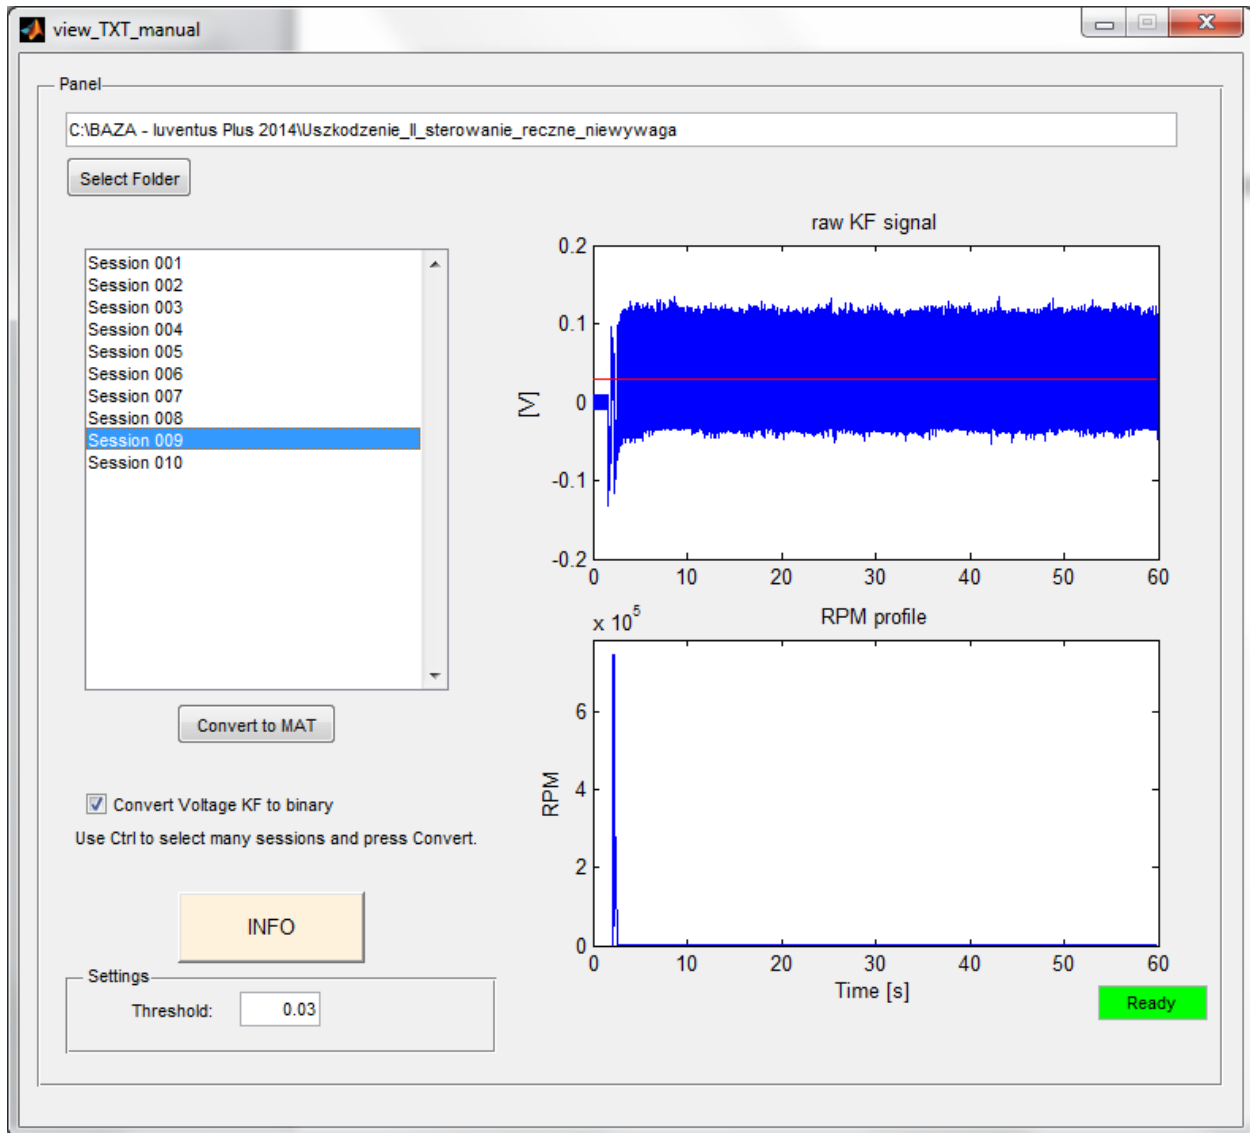 view_TXT_manual
Panel
C:\BAZA - Iuventus Plus 2014\Uszkodzenie_II_sterowanie_reczne_niewywaga
Select Folder
Session 001
Session 002
Session 003
Session 004
Session 005
Session 006
Session 007
Session 008
Session 009
Session 010
Convert to MAT
Convert Voltage KF to binary
Use Ctrl to select many sessions and press Convert.
INFO
Settings
Threshold: 0.03
raw KF signal
0.2
0.1
0
-0.1
-0.2
[V]
0 10 20 30 40 50 60
x 10^5
RPM profile
6
4
2
0
RPM
0 10 20 30 40 50 60
Time [s]
Ready